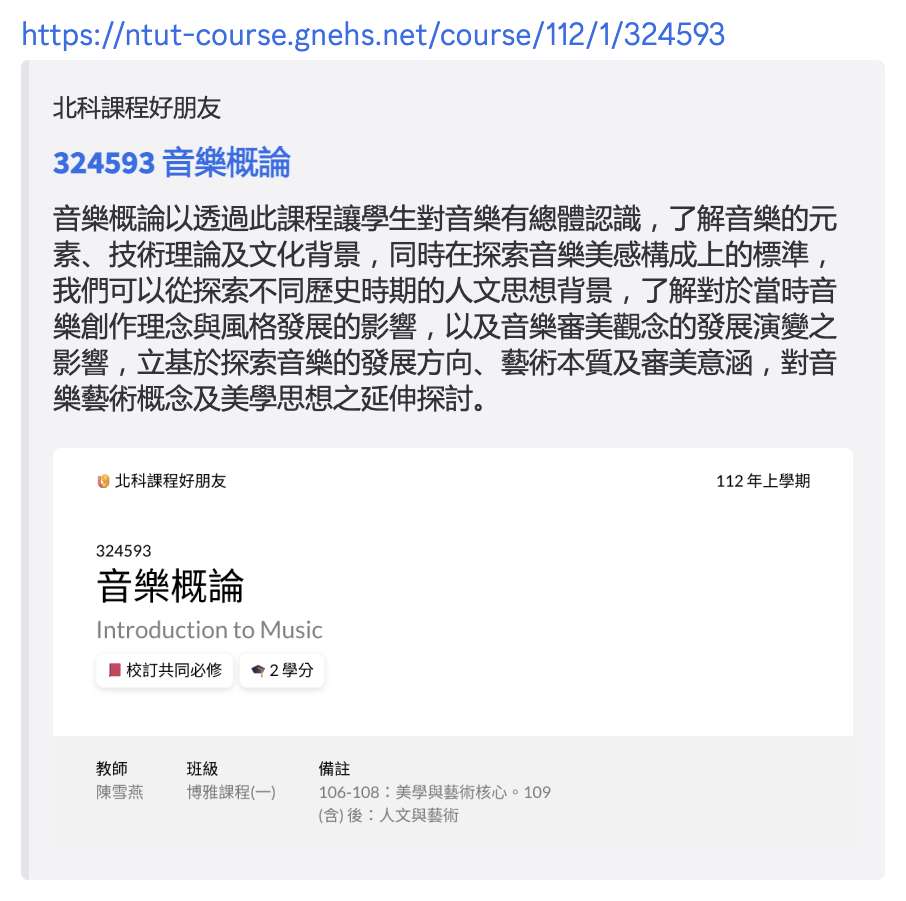 https://ntut-course.gnehs.net/course/112/1/324593
北科課程好朋友
324593 音樂概論
音樂概論以透過此課程讓學生對音樂有總體認識，了解音樂的元
素、技術理論及文化背景，同時在探索音樂美感構成上的標準，
我們可以從探索不同歷史時期的人文思想背景，了解對於當時音
樂創作理念與風格發展的影響，以及音樂審美觀念的發展演變之
影響，立基於探索音樂的發展方向、藝術本質及審美意涵，對音
樂藝術概念及美學思想之延伸探討。
北科課程好朋友
112 年上學期
324593
音樂概論
Introduction to Music
校訂共同必修
2 學分
教師
陳雪燕
班級
博雅課程(一)
備註
106-108：美學與藝術核心。109
(含) 後：人文與藝術